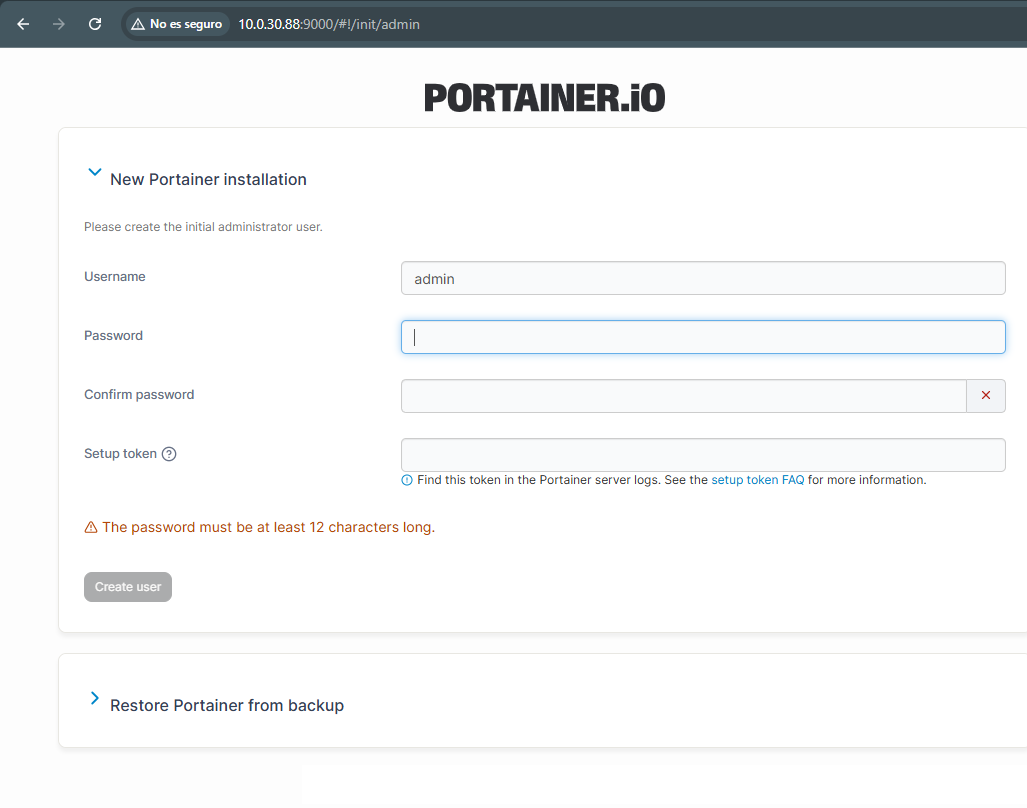 No es seguro 10.0.30.88:9000/#!/init/admin
PORTAINER.iO
New Portainer installation
Please create the initial administrator user.
Username admin
Password
Confirm password
Setup token
Find this token in the Portainer server logs. See the setup token FAQ for more information.
The password must be at least 12 characters long.
Create user
Restore Portainer from backup